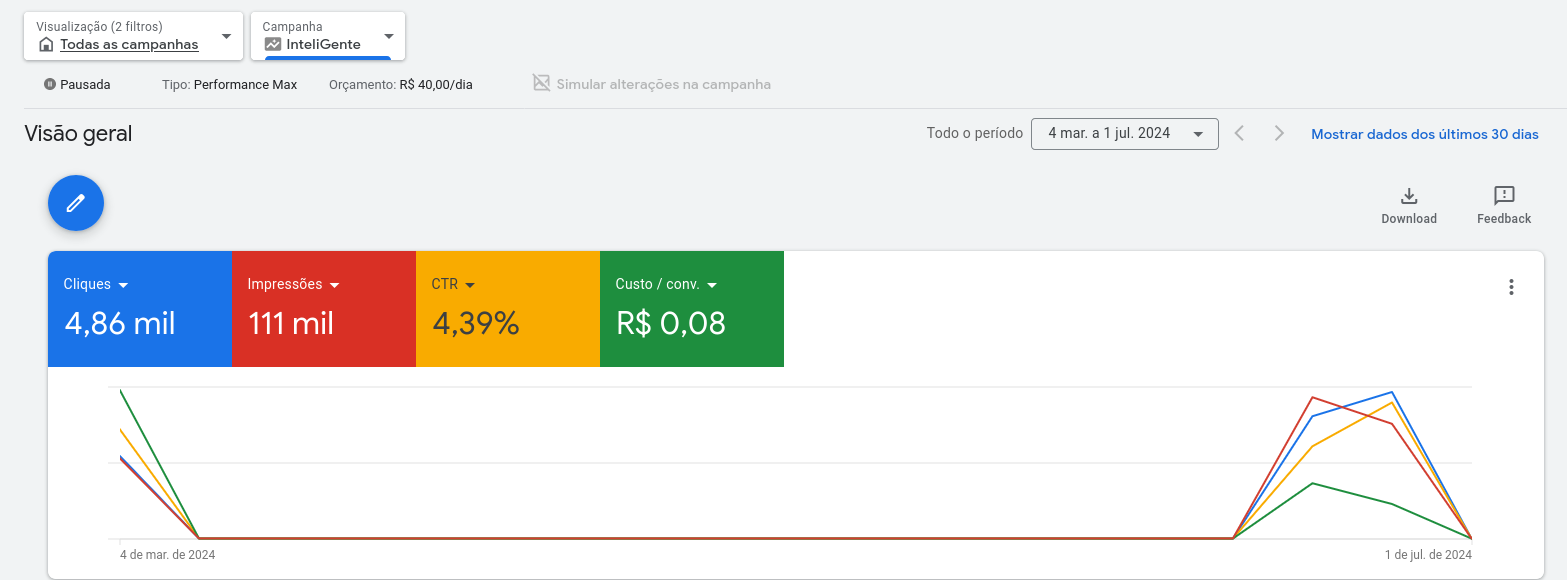 Visualização (2 filtros)
Todas as campanhas
Campanha
InteliGente
Pausada
Tipo: Performance Max
Orçamento: R$ 40,00/dia
Simular alterações na campanha
Visão geral
Todo o período
4 mar. a 1 jul. 2024
Mostrar dados dos últimos 30 dias
Download
Feedback
Cliques
4,86 mil
Impressões
111 mil
CTR
4,39%
Custo / conv.
R$ 0,08
4 de mar. de 2024
1 de jul. de 2024